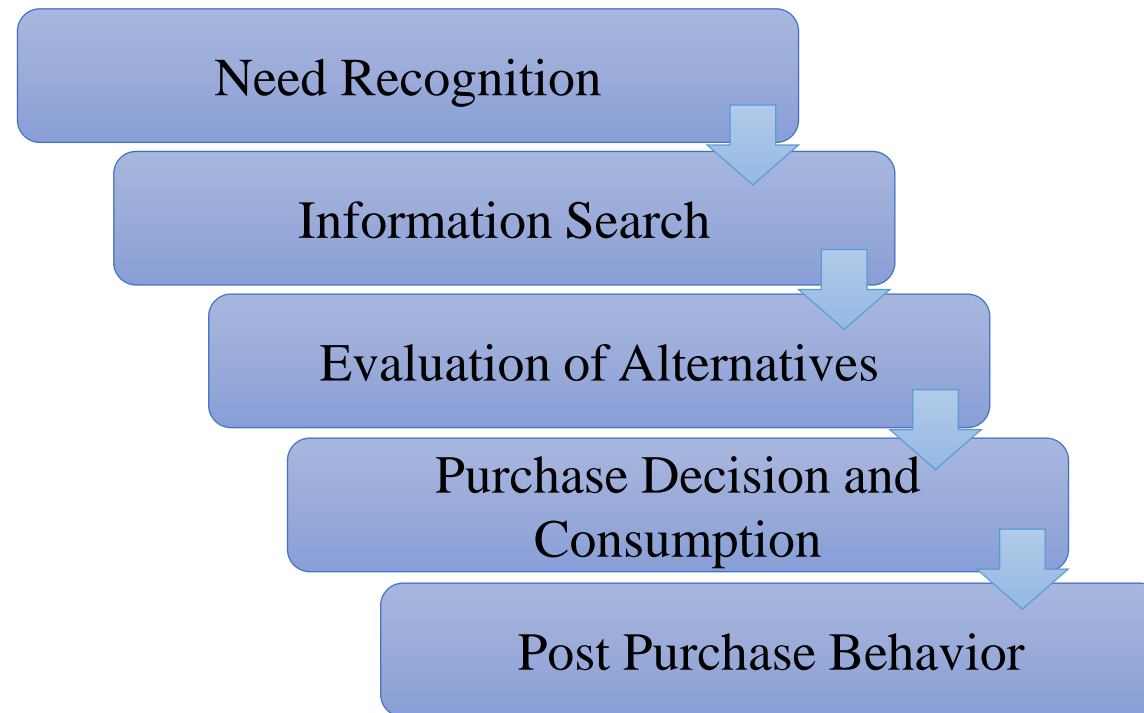 Need Recognition
Information Search
Evaluation of Alternatives
Purchase Decision and
Consumption
Post Purchase Behavior